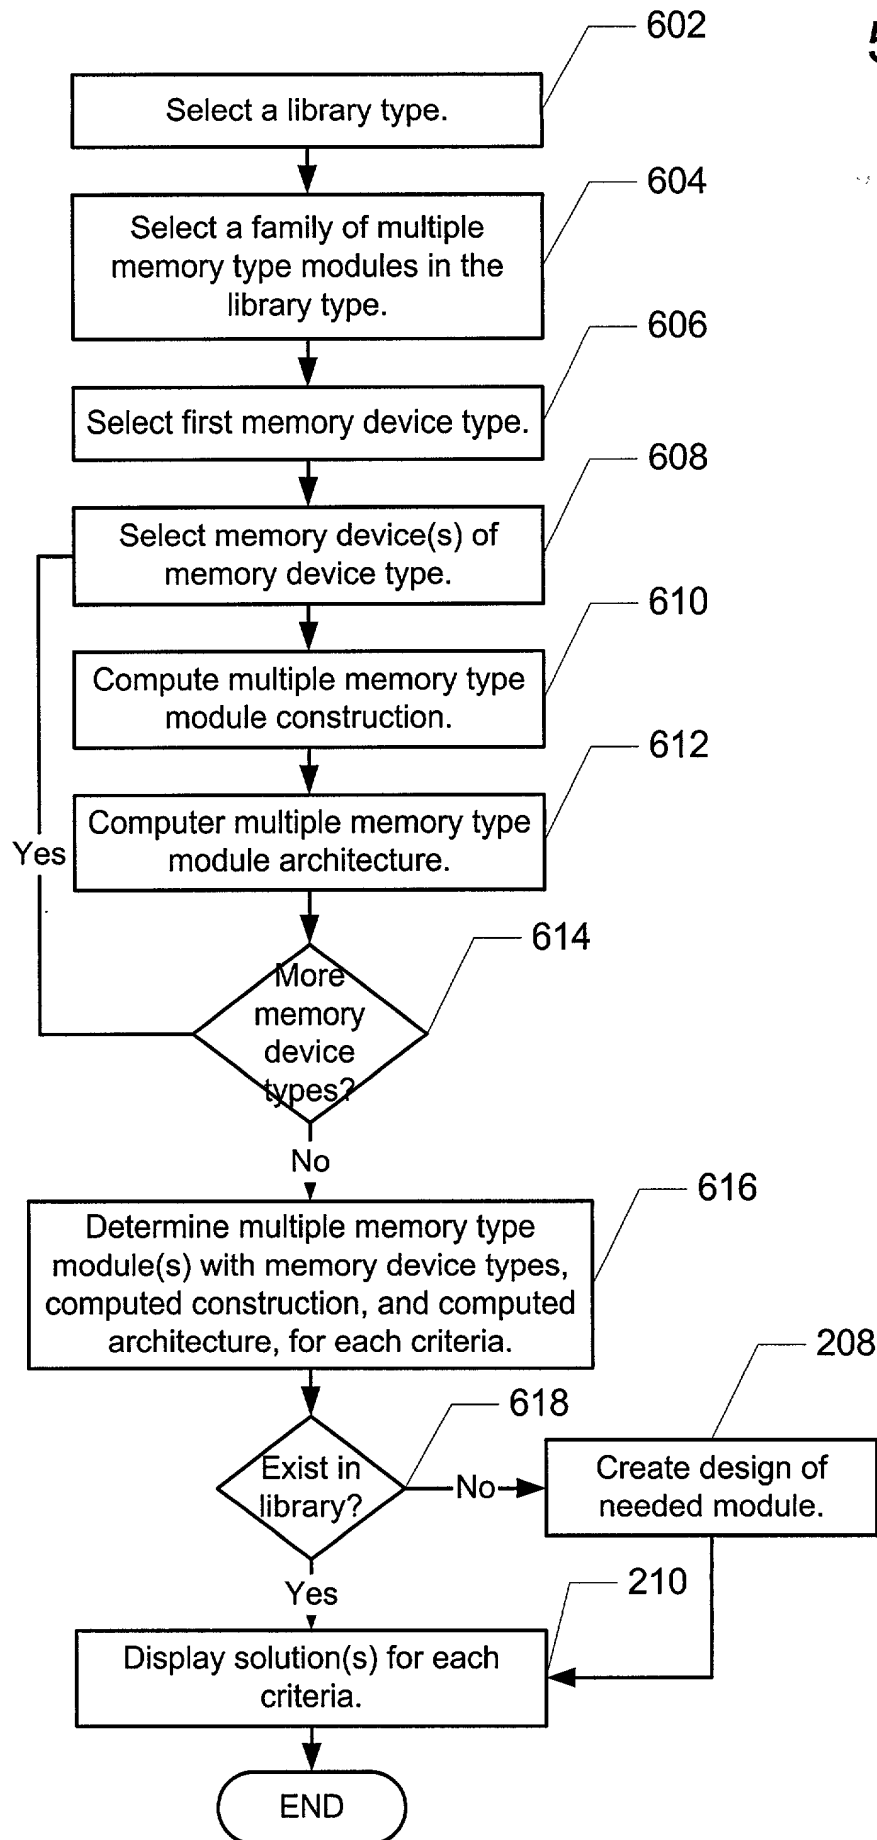 602
5
Select a library type.
604
Select a family of multiple
memory type modules in the
library type.
606
Select first memory device type.
608
Select memory device(s) of
memory device type.
610
Compute multiple memory type
module construction.
612
Computer multiple memory type
module architecture.
Yes
614
More
memory
device
types?
No
616
Determine multiple memory type
module(s) with memory device types,
computed construction, and computed
architecture, for each criteria.
208
618
Exist in
library?
No
Create design of
needed module.
Yes
210
Display solution(s) for each
criteria.
END